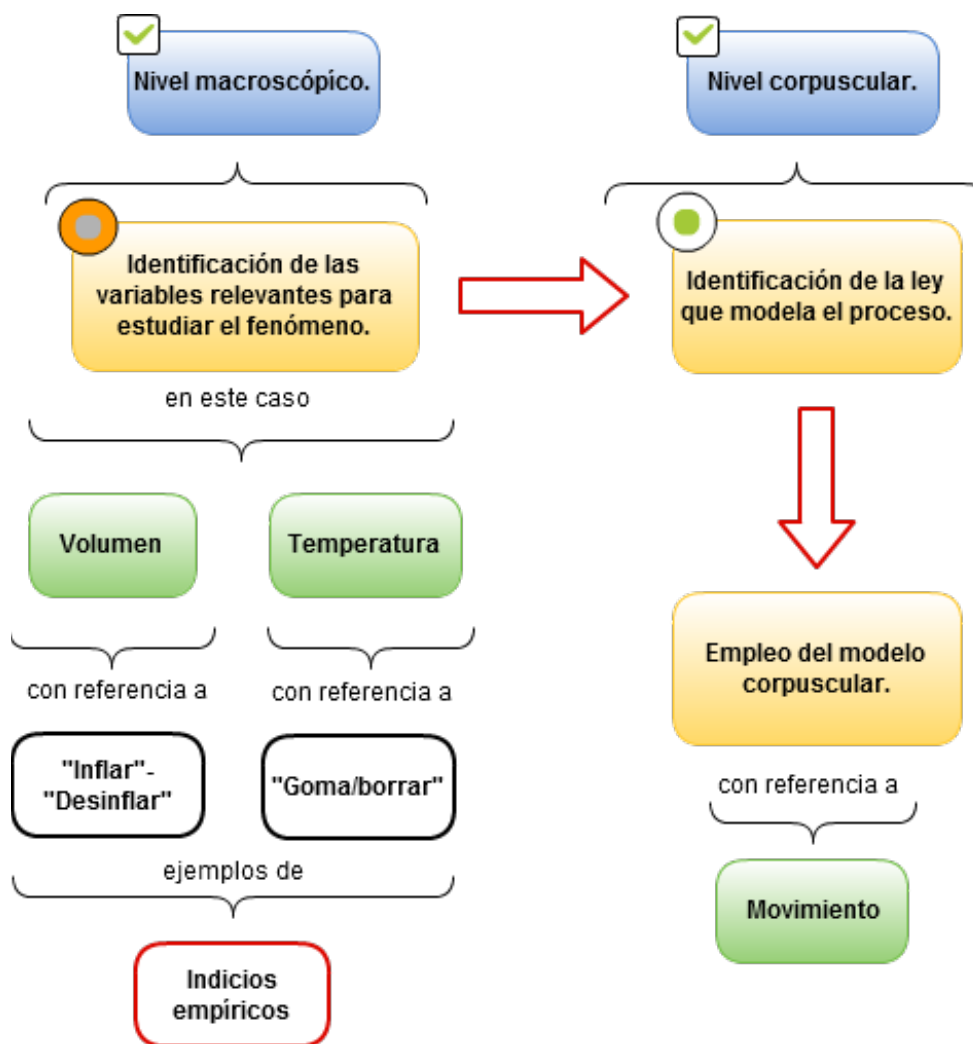 Nivel macroscópíco.
Nivel corpuscular.
Identificación de las
variables relevantes para
estudiar el fenómeno.
Identificación de la ley
que modela el proceso.
en este caso
Volumen
Temperatura
con referencia a
con referencia a
"Inflar"-
"Desinflar"
"Goma/borrar"
ejemplos de
Indicios
empíricos
Empleo del modelo
corpuscular.
con referencia a
Movimiento